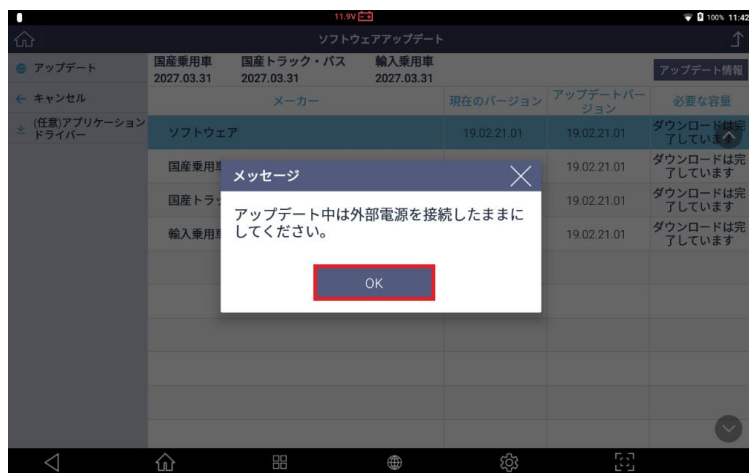 11.9V
100% 11:42
ソフトウェアアップデート
アップデート
キャンセル
(任意)アプリケーション
ドライバー
国産乗用車 国産トラック・バス 輸入乗用車
2027.03.31 2027.03.31 2027.03.31
アップデート情報
メーカー 現在のバージョン アップデートバー
ジョン 必要な容量
ソフトウェア 19.02.21.01 19.02.21.01 ダウンロードは完
了しています
国産乗用車 19.02.21.01 ダウンロードは完
了しています
国産トラッ 19.02.21.01 ダウンロードは完
了しています
輸入乗用車 19.02.21.01 ダウンロードは完
了しています
メッセージ
アップデート中は外部電源を接続したままに
してください。
OK